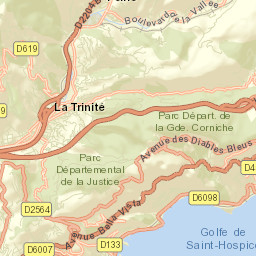 D2204
Boulevard de la Vallée
D619
La Trinité
Parc Départ. de
la Gde. Corniche
Avenue des Diables Bleus
Parc
Départemental
de la Justice
D6098
D2564
Avenue Bella Vista
Golfe de
Saint-Hospice
D6007
D133